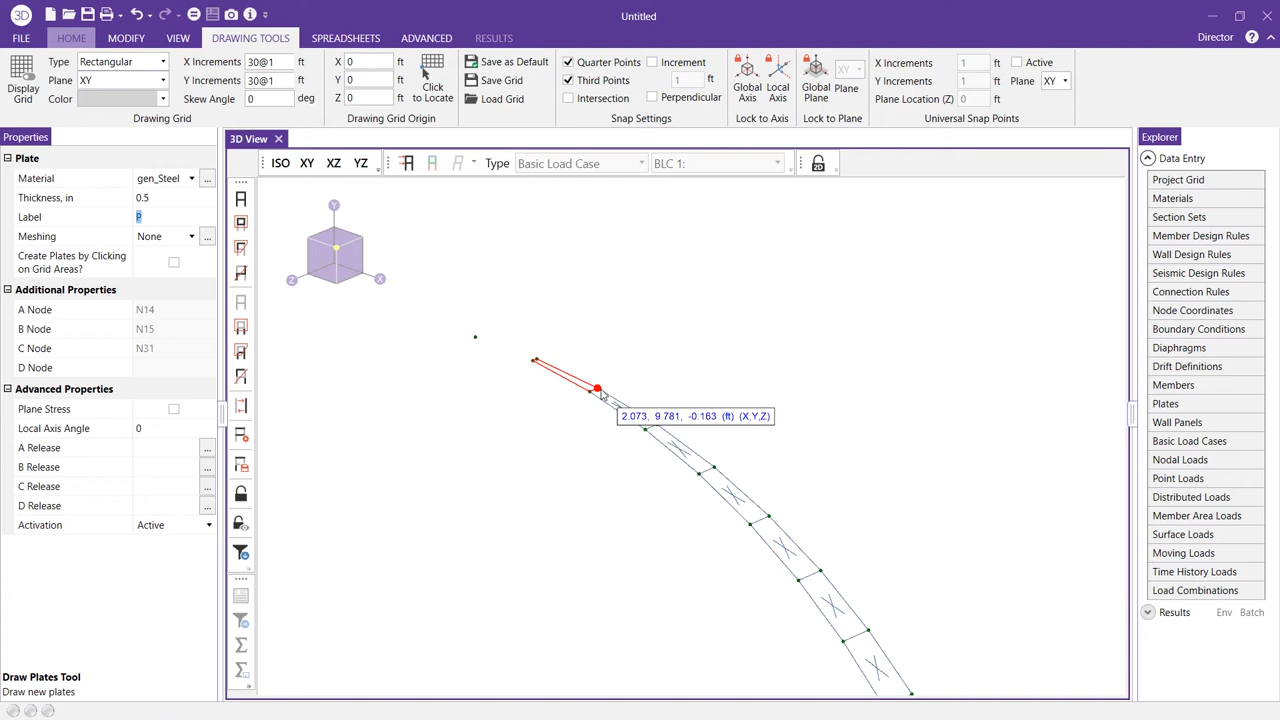 3D
Untitled
FILE
HOME
MODIFY
VIEW
DRAWING TOOLS
SPREADSHEETS
ADVANCED
RESULTS
Director
Display Grid
Type Rectangular
Plane XY
Color
X Increments 30@1 ft
Y Increments 30@1 ft
Skew Angle 0 deg
Drawing Grid
X 0 ft
Y 0 ft
Z 0 ft
Click to Locate
Drawing Grid Origin
Save as Default
Save Grid
Load Grid
Quarter Points
Third Points
Intersection
Increment
1 ft
Perpendicular
Snap Settings
Global Axis
Local Axis
Lock to Axis
Global Plane
XY
Plane
Lock to Plane
X Increments 1 ft
Y Increments 1 ft
Plane Location (Z) 0 ft
Active
Plane XY
Universal Snap Points
Properties
Plate
Material gen_Steel
Thickness, in 0.5
Label P
Meshing None
Create Plates by Clicking
on Grid Areas?
Additional Properties
A Node N14
B Node N15
C Node N31
D Node
Advanced Properties
Plane Stress
Local Axis Angle 0
A Release
B Release
C Release
D Release
Activation Active
Draw Plates Tool
Draw new plates
3D View
ISO XY XZ YZ
Type Basic Load Case
BLC 1:
2D
Y
Z
X
2.073, 9.781, -0.163 (ft) (X,Y,Z)
Explorer
Data Entry
Project Grid
Materials
Section Sets
Member Design Rules
Wall Design Rules
Seismic Design Rules
Connection Rules
Node Coordinates
Boundary Conditions
Diaphragms
Drift Definitions
Members
Plates
Wall Panels
Basic Load Cases
Nodal Loads
Point Loads
Distributed Loads
Member Area Loads
Surface Loads
Moving Loads
Time History Loads
Load Combinations
Results Env Batch